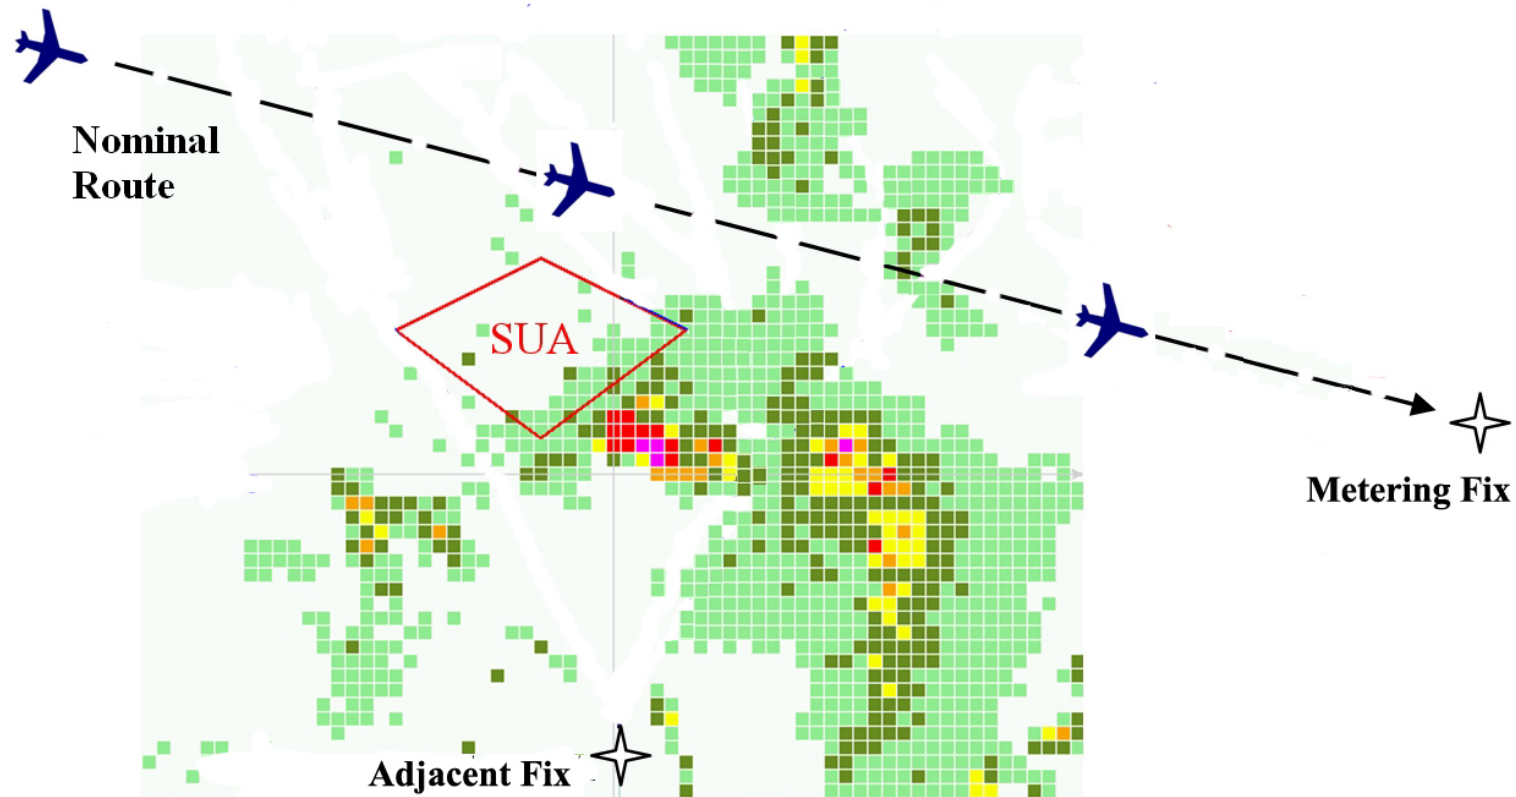 Nominal
Route
SUA
Metering Fix
Adjacent Fix